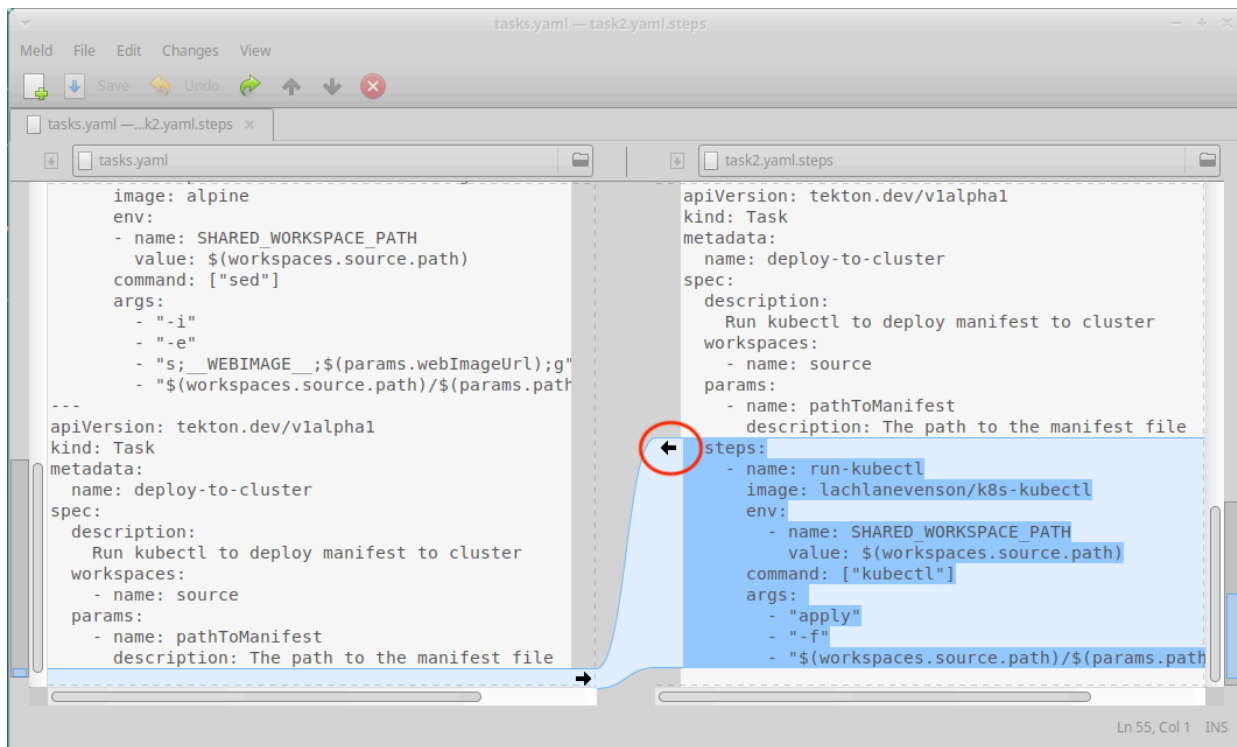 tasks.yaml — task2.yaml.steps
Meld File Edit Changes View
Save Undo
tasks.yaml —...k2.yaml.steps
tasks.yaml
task2.yaml.steps
image: alpine
env:
- name: SHARED_WORKSPACE_PATH
value: $(workspaces.source.path)
command: ["sed"]
args:
- "-i"
- "-e"
- "s;__WEBIMAGE__;$(params.webImageUrl);g"
- "$(workspaces.source.path)/$(params.path
---
apiVersion: tekton.dev/v1alpha1
kind: Task
metadata:
name: deploy-to-cluster
spec:
description:
Run kubectl to deploy manifest to cluster
workspaces:
- name: source
params:
- name: pathToManifest
description: The path to the manifest file
apiVersion: tekton.dev/v1alpha1
kind: Task
metadata:
name: deploy-to-cluster
spec:
description:
Run kubectl to deploy manifest to cluster
workspaces:
- name: source
params:
- name: pathToManifest
description: The path to the manifest file
steps:
- name: run-kubectl
image: lachlanevenson/k8s-kubectl
env:
- name: SHARED_WORKSPACE_PATH
value: $(workspaces.source.path)
command: ["kubectl"]
args:
- "apply"
- "-f"
- "$(workspaces.source.path)/$(params.path
Ln 55, Col 1 INS